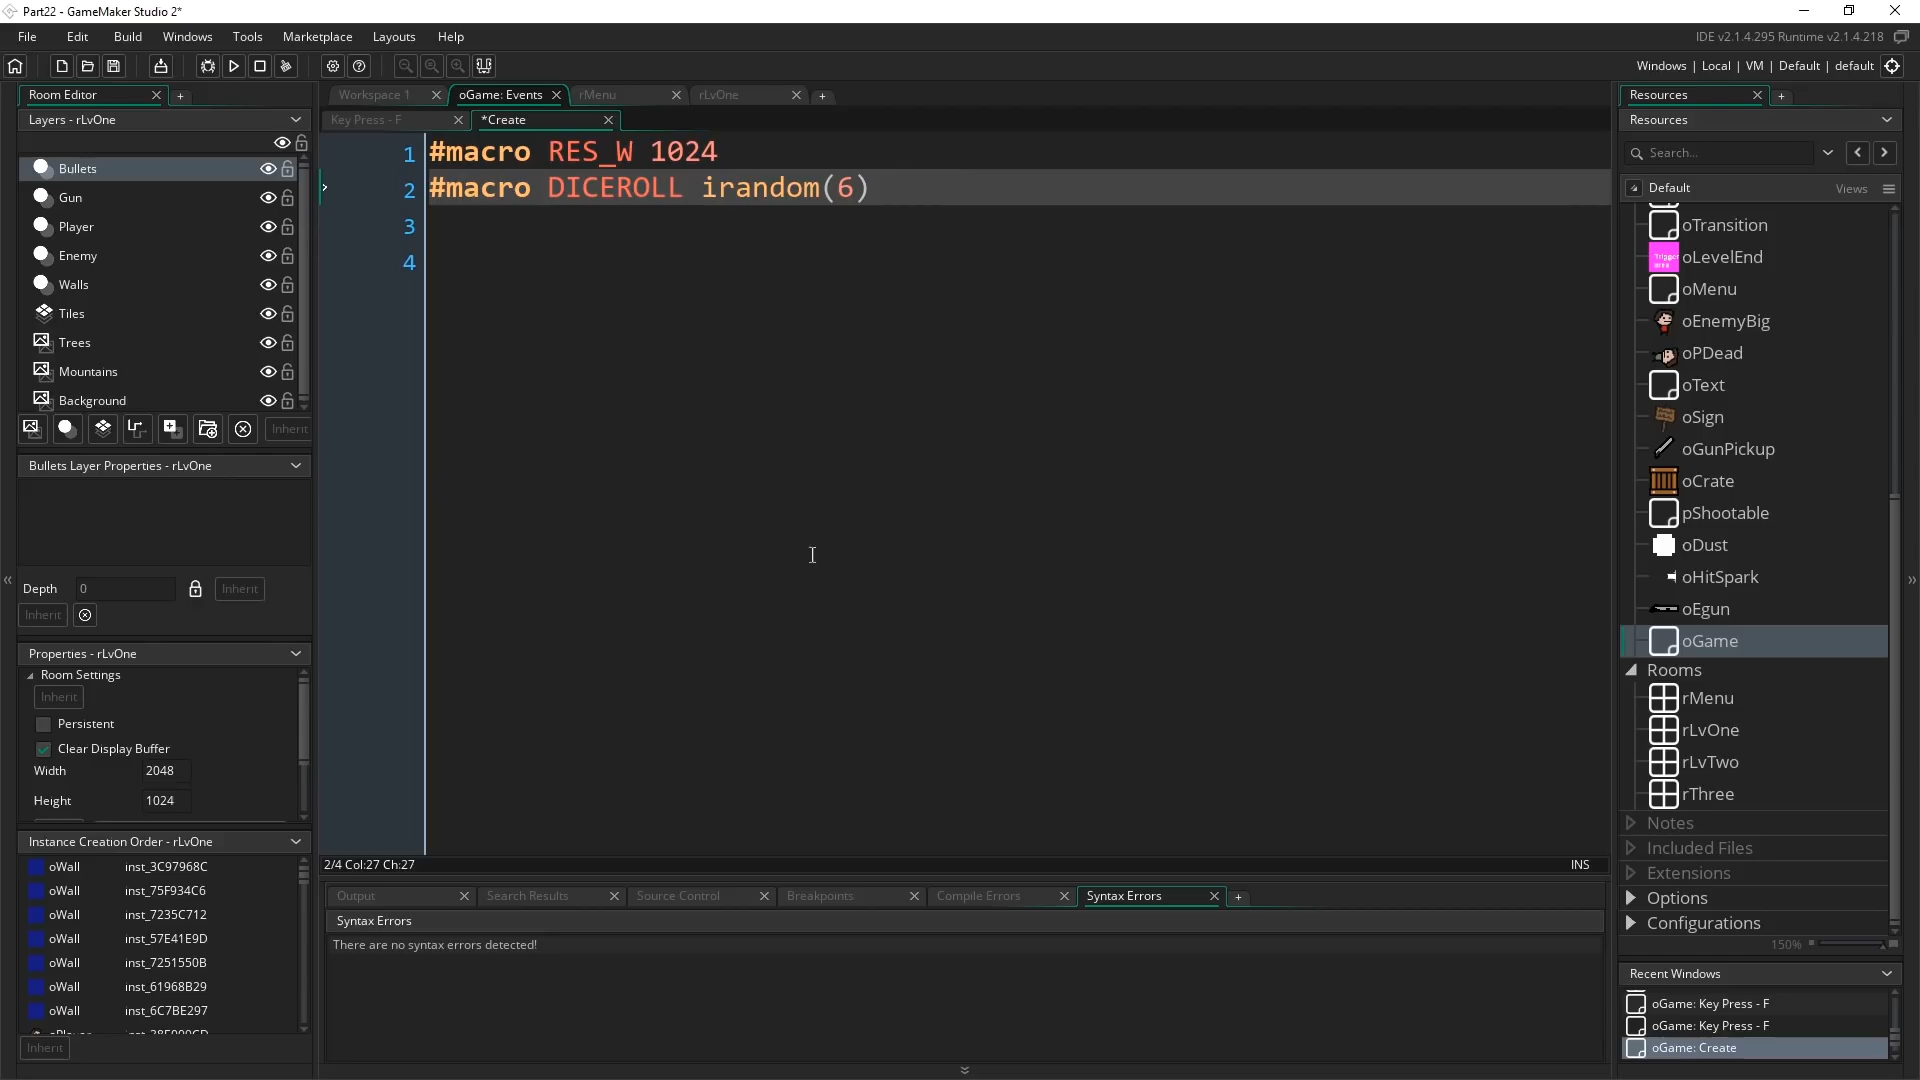 Part22 - GameMaker Studio 2*
File Edit Build Windows Tools Marketplace Layouts Help
IDE v2.1.4.295 Runtime v2.1.4.218
Windows | Local | VM | Default | default
Room Editor
Layers - rLvOne
Bullets
Gun
Player
Enemy
Walls
Tiles
Trees
Mountains
Background
Inherit
Bullets Layer Properties - rLvOne
Depth 0 Inherit
Inherit
Properties - rLvOne
Room Settings
Inherit
Persistent
Clear Display Buffer
Width 2048
Height 1024
Instance Creation Order - rLvOne
oWall inst_3C97968C
oWall inst_75F934C6
oWall inst_7235C712
oWall inst_57E41E9D
oWall inst_7251550B
oWall inst_61968B29
oWall inst_6C7BE297
Inherit
Workspace 1 oGame: Events rMenu rLvOne
Key Press - F *Create
1 #macro RES_W 1024
2 #macro DICEROLL irandom(6)
3
4
2/4 Col:27 Ch:27 INS
Output Search Results Source Control Breakpoints Compile Errors Syntax Errors
Syntax Errors
There are no syntax errors detected!
Resources
Resources
Search...
Default Views
oTransition
Trigger
area
oLevelEnd
oMenu
oEnemyBig
oPDead
oText
oSign
oGunPickup
oCrate
pShootable
oDust
oHitSpark
oEgun
oGame
Rooms
rMenu
rLvOne
rLvTwo
rThree
Notes
Included Files
Extensions
Options
Configurations
150%
Recent Windows
oGame: Key Press - F
oGame: Key Press - F
oGame: Create